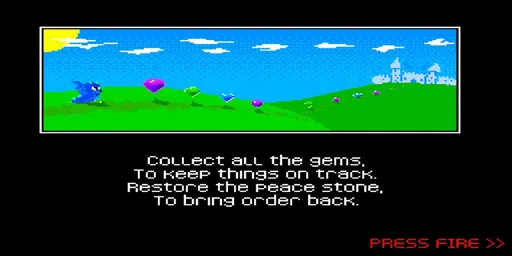 Collect all the gems,
To keep things on track.
Restore the peace stone,
To bring order back.
PRESS FIRE >>